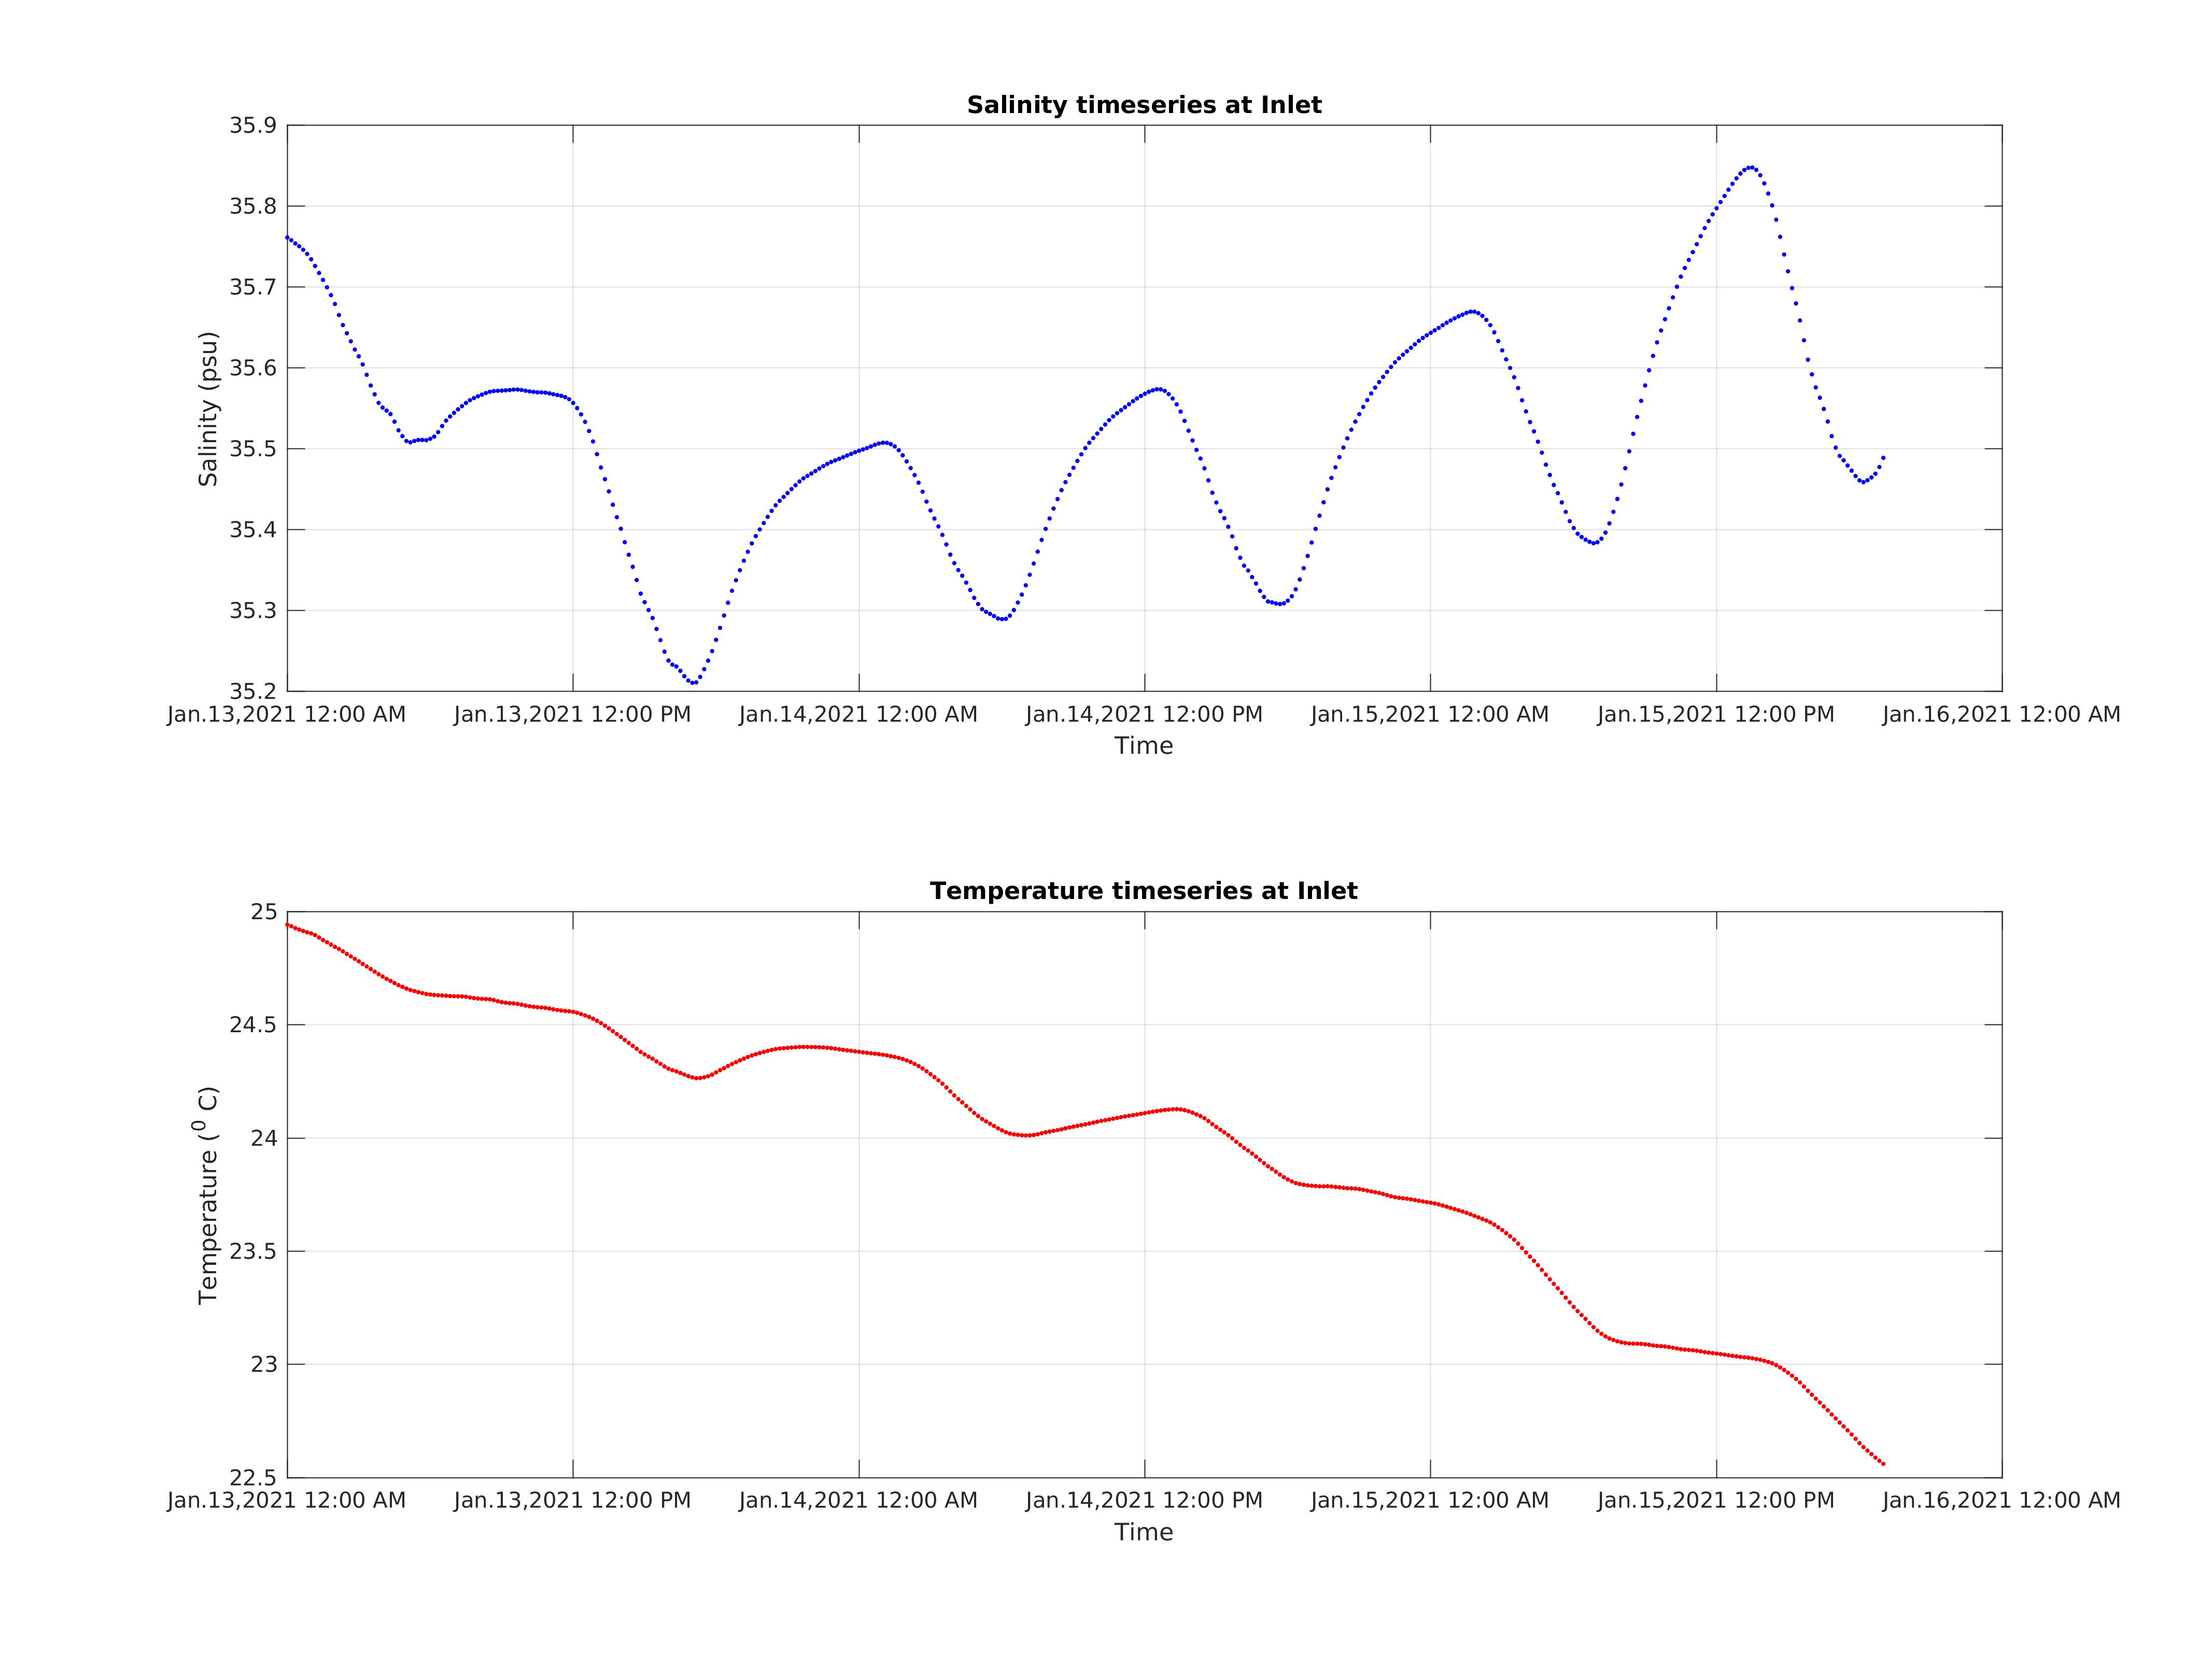 Salinity timeseries at Inlet
35.9
35.8
35.7
35.6
35.5
35.4
35.3
35.2
Salinity (psu)
Jan.13,2021 12:00 AM Jan.13,2021 12:00 PM Jan.14,2021 12:00 AM Jan.14,2021 12:00 PM Jan.15,2021 12:00 AM Jan.15,2021 12:00 PM Jan.16,2021 12:00 AM
Time
Temperature timeseries at Inlet
25
24.5
24
23.5
23
22.5
Temperature (⁰ C)
Jan.13,2021 12:00 AM Jan.13,2021 12:00 PM Jan.14,2021 12:00 AM Jan.14,2021 12:00 PM Jan.15,2021 12:00 AM Jan.15,2021 12:00 PM Jan.16,2021 12:00 AM
Time